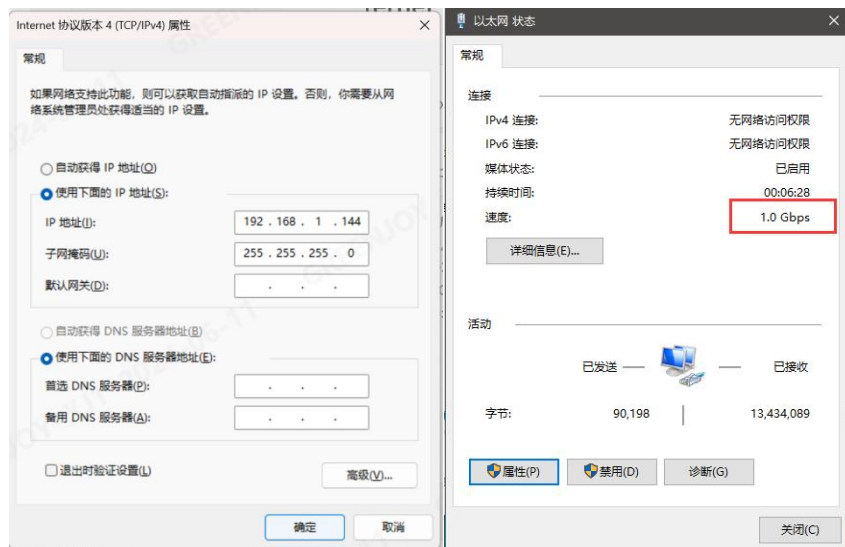 Internet 协议版本 4 (TCP/IPv4) 属性
常规
如果网络支持此功能，则可以获取自动指派的 IP 设置。否则，你需要从网
络系统管理员处获得适当的 IP 设置。
自动获得 IP 地址(O)
使用下面的 IP 地址(S):
IP 地址(I): 192 . 168 . 1 . 144
子网掩码(U): 255 . 255 . 255 . 0
默认网关(D): . . .
自动获得 DNS 服务器地址(B)
使用下面的 DNS 服务器地址(E):
首选 DNS 服务器(P): . . .
备用 DNS 服务器(A): . . .
退出时验证设置(L)
高级(V)...
确定 取消
以太网 状态
常规
连接
IPv4 连接: 无网络访问权限
IPv6 连接: 无网络访问权限
媒体状态: 已启用
持续时间: 00:06:28
速度: 1.0 Gbps
详细信息(E)...
活动
已发送 — — 已接收
字节: 90,198 13,434,089
属性(P) 禁用(D) 诊断(G)
关闭(C)